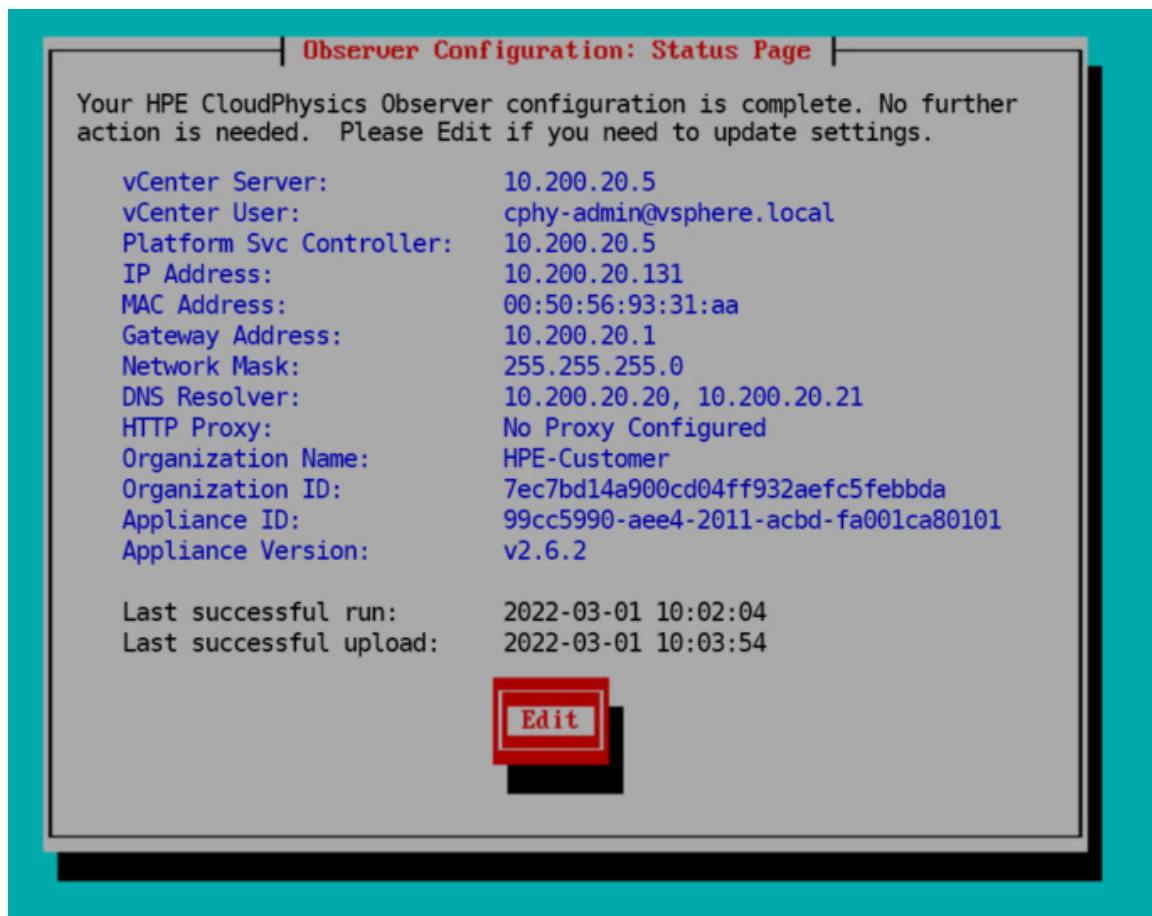 Observer Configuration: Status Page
Your HPE CloudPhysics Observer configuration is complete. No further
action is needed.  Please Edit if you need to update settings.
vCenter Server: 10.200.20.5
vCenter User: cphy-admin@vsphere.local
Platform Svc Controller: 10.200.20.5
IP Address: 10.200.20.131
MAC Address: 00:50:56:93:31:aa
Gateway Address: 10.200.20.1
Network Mask: 255.255.255.0
DNS Resolver: 10.200.20.20, 10.200.20.21
HTTP Proxy: No Proxy Configured
Organization Name: HPE-Customer
Organization ID: 7ec7bd14a900cd04ff932aefc5febbda
Appliance ID: 99cc5990-aee4-2011-acbd-fa001ca80101
Appliance Version: v2.6.2
Last successful run: 2022-03-01 10:02:04
Last successful upload: 2022-03-01 10:03:54
Edit